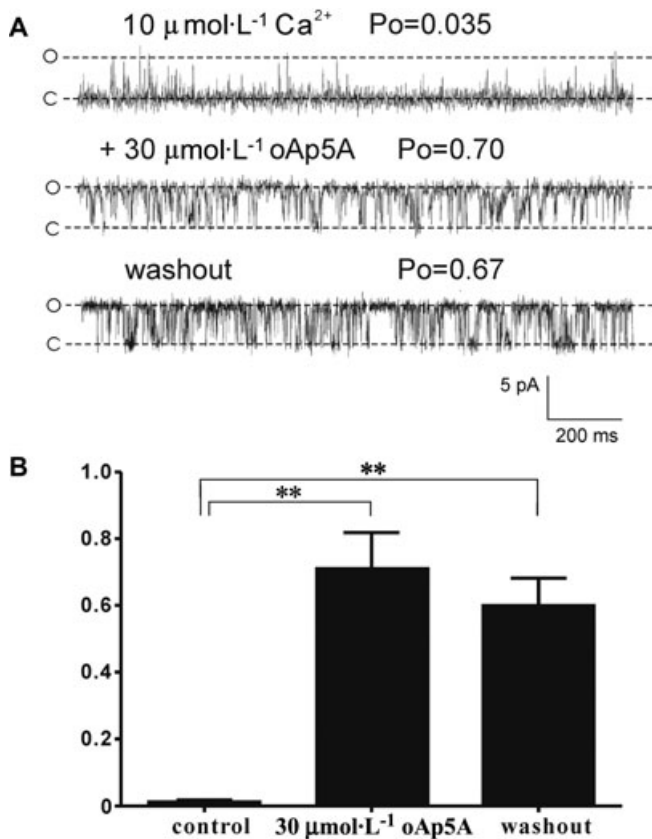 A
10 μmol·L⁻¹ Ca²⁺ Po=0.035
O
C
+ 30 μmol·L⁻¹ oAp5A Po=0.70
O
C
washout Po=0.67
O
C
5 pA
200 ms
B
1.0
**
**
0.8
0.6
0.4
0.2
0
control 30 μmol·L⁻¹ oAp5A washout